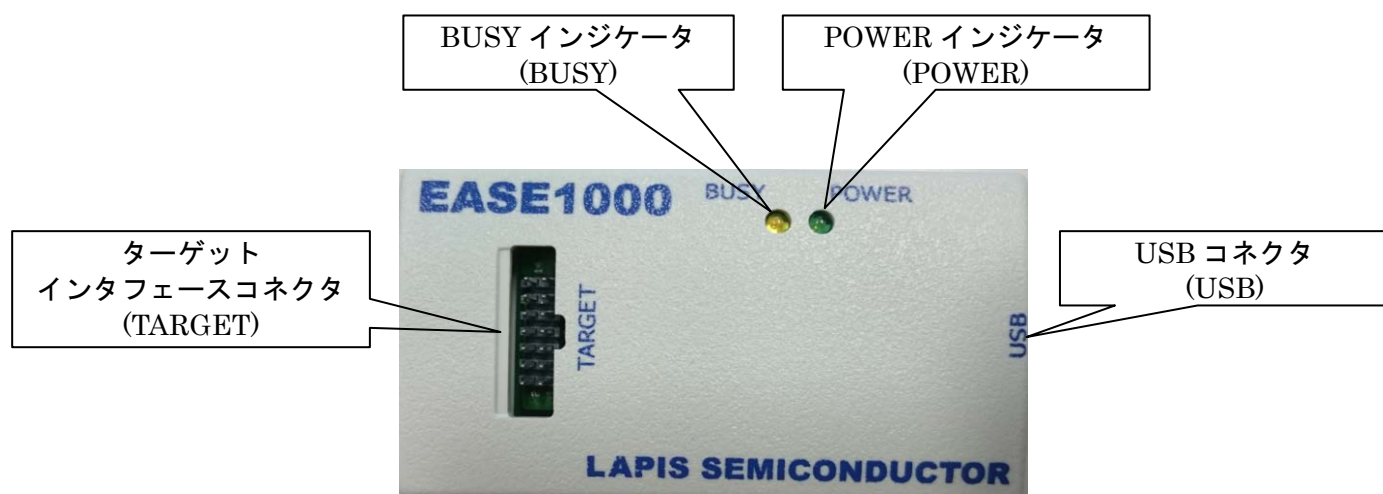 BUSY インジケータ
(BUSY)
POWER インジケータ
(POWER)
EASE1000
BUSY
POWER
ターゲット
インタフェースコネクタ
(TARGET)
TARGET
USB コネクタ
(USB)
USB
LAPIS SEMICONDUCTOR